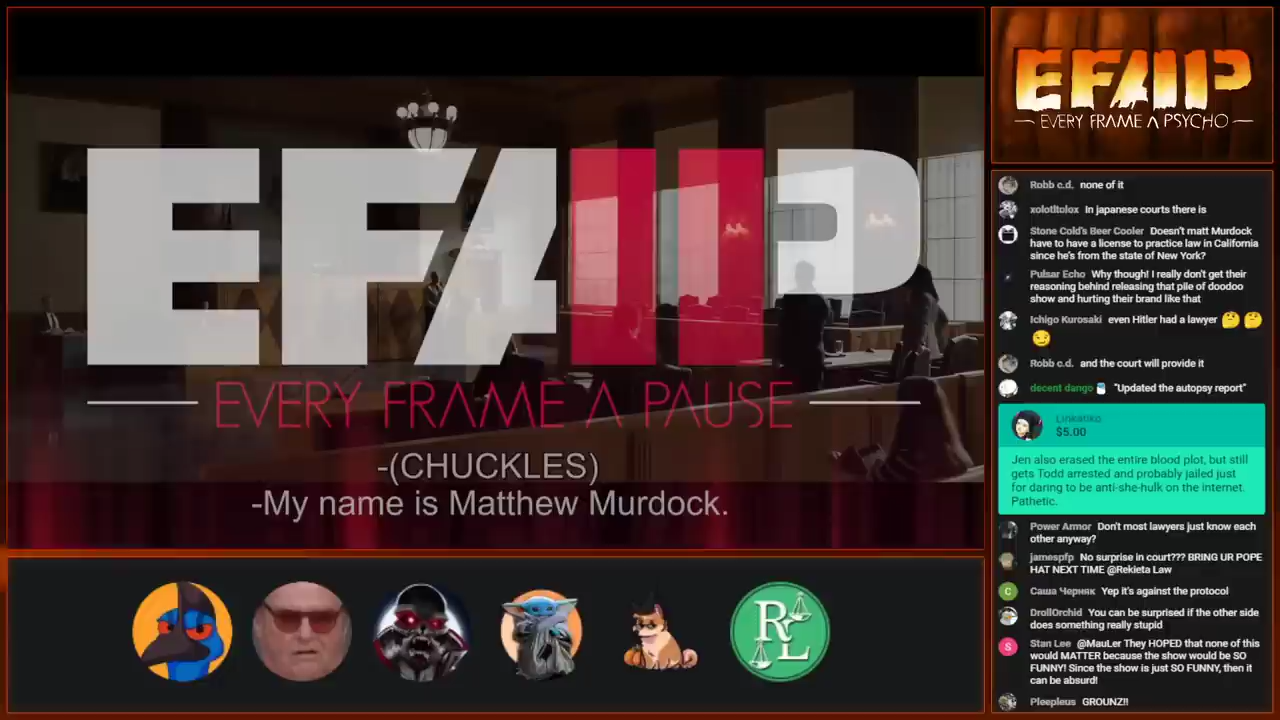 EFAIIP
EVERY FRAME A PAUSE
-(CHUCKLES)
-My name is Matthew Murdock.
RL
EFAIIP
EVERY FRAME A PSYCHO
Robb c.d. none of it
xolotltolox In japanese courts there is
Stone Cold's Beer Cooler Doesn't matt Murdock
have to have a license to practice law in California
since he's from the state of New York?
Pulsar Echo Why though! I really don't get their
reasoning behind releasing that pile of doodoo
show and hurting their brand like that
Ichigo Kurosaki even Hitler had a lawyer 🤔 🤔
😏
Robb c.d. and the court will provide it
decent dango "Updated the autopsy report"
Linkariko
$5.00
Jen also erased the entire blood plot, but still
gets Todd arrested and probably jailed just
for daring to be anti-she-hulk on the internet.
Pathetic.
Power Armor Don't most lawyers just know each
other anyway?
jamespfp No surprise in court??? BRING UR POPE
HAT NEXT TIME @Rekieta Law
C
Саша Черняк Yep it's against the protocol
DrollOrchid You can be surprised if the other side
does something really stupid
S
Stan Lee @MauLer They HOPED that none of this
would MATTER because the show would be SO
FUNNY! Since the show is just SO FUNNY, then it
can be absurd!
Pleepleus GROUNZ!!